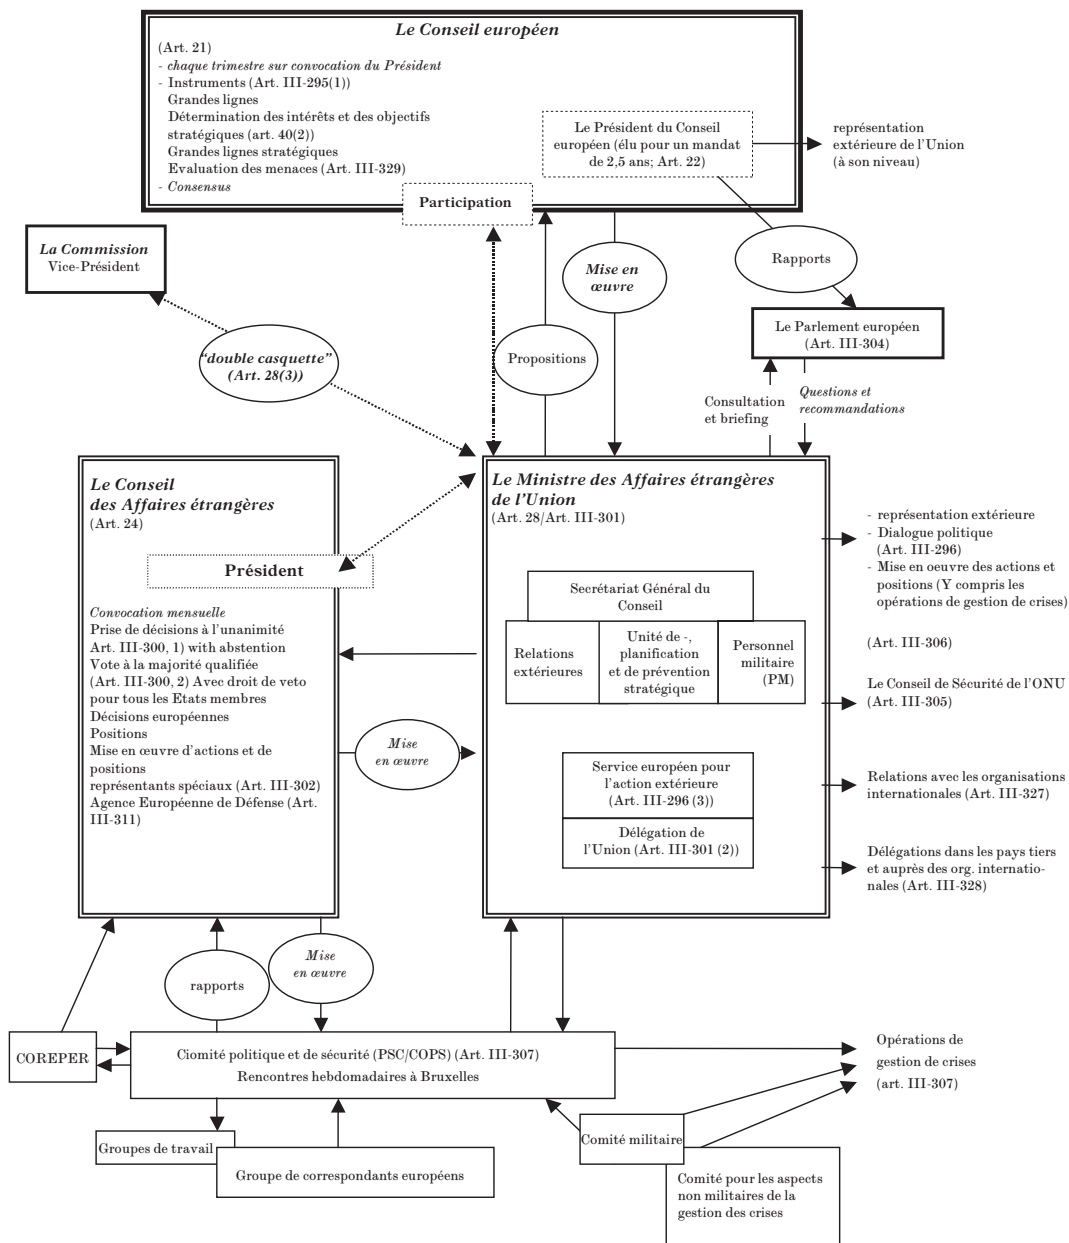 Le Conseil européen
(Art. 21)
- chaque trimestre sur convocation du Président
- Instruments (Art. III-295(1))
Grandes lignes
Détermination des intérêts et des objectifs
stratégiques (art. 40(2))
Grandes lignes stratégiques
Evaluation des menaces (Art. III-329)
- Consensus
Le Président du Conseil
européen (élu pour un mandat
de 2,5 ans; Art. 22)
représentation
extérieure de l'Union
(à son niveau)
Participation
La Commission
Vice-Président
Mise en
œuvre
Rapports
Le Parlement européen
(Art. III-304)
"double casquette"
(Art. 28(3))
Propositions
Consultation
et briefing
Questions et
recommandations
Le Conseil
des Affaires étrangères
(Art. 24)
Président
Convocation mensuelle
Prise de décisions à l'unanimité
Art. III-300, 1) with abstention
Vote à la majorité qualifiée
(Art. III-300, 2) Avec droit de veto
pour tous les Etats membres
Décisions européennes
Positions
Mise en œuvre d'actions et de
positions
représentants spéciaux (Art. III-302)
Agence Européenne de Défense (Art.
III-311)
Mise
en œuvre
Le Ministre des Affaires étrangères
de l'Union
(Art. 28/Art. III-301)
Secrétariat Général du
Conseil
Relations
extérieures
Unité de -,
planification
et de prévention
stratégique
Personnel
militaire
(PM)
Service européen pour
l'action extérieure
(Art. III-296 (3))
Délégation de
l'Union (Art. III-301 (2))
- représentation extérieure
- Dialogue politique
(Art. III-296)
- Mise en oeuvre des actions et
positions (Y compris les
opérations de gestion de crises)
(Art. III-306)
Le Conseil de Sécurité de l'ONU
(Art. III-305)
Relations avec les organisations
internationales (Art. III-327)
Délégations dans les pays tiers
et auprès des org. internatio-
nales (Art. III-328)
rapports
Mise
en œuvre
COREPER
Ciomité politique et de sécurité (PSC/COPS) (Art. III-307)
Rencontres hebdomadaires à Bruxelles
Opérations de
gestion de crises
(art. III-307)
Groupes de travail
Groupe de correspondants européens
Comité militaire
Comité pour les aspects
non militaires de la
gestion des crises